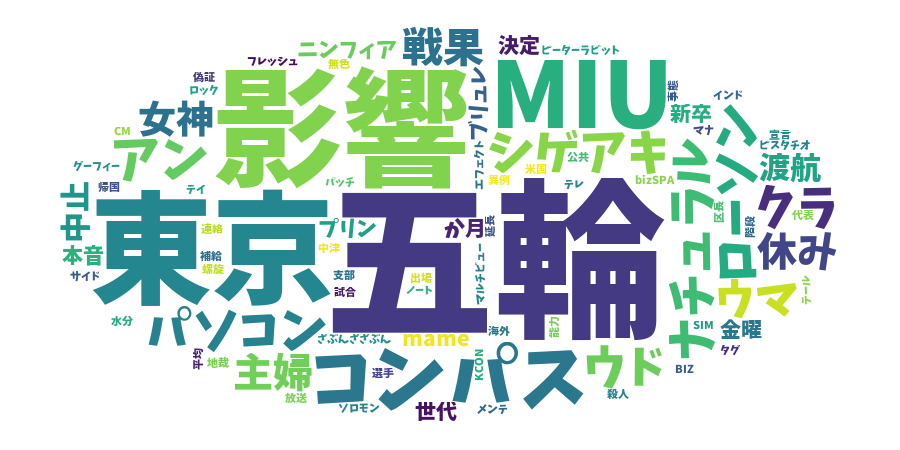 戦果
決定
ピーターラビット
ニンフィア
フレッシュ
無色
偽証
ロック
影響
MIU
ブリュレ
事態
インド
新卒
マナ
女神
CM
アン
グーフィー
帰国
テイ
パッチ
エフェクト
シゲアキ
公共
米国
異例
bizSPA
テレ
宣言
ピスタチオ
渡航
ローソン
ナチュラル
区長
階段
クラ
代表
休み
中止
本音
サイド
東京
五輪
連絡
補給
螺旋
プリン
中津
か月
延長
マルチビュー
支部
試合
出場
ノート
ウマ
テール
水分
パソコン
ざぶんざざぶん
mame
海外
能力
SIM
金曜
タグ
BIZ
平均
地裁
主婦
放送
コンパス
選手
KCON
ウド
殺人
ソロモン
世代
メンテ